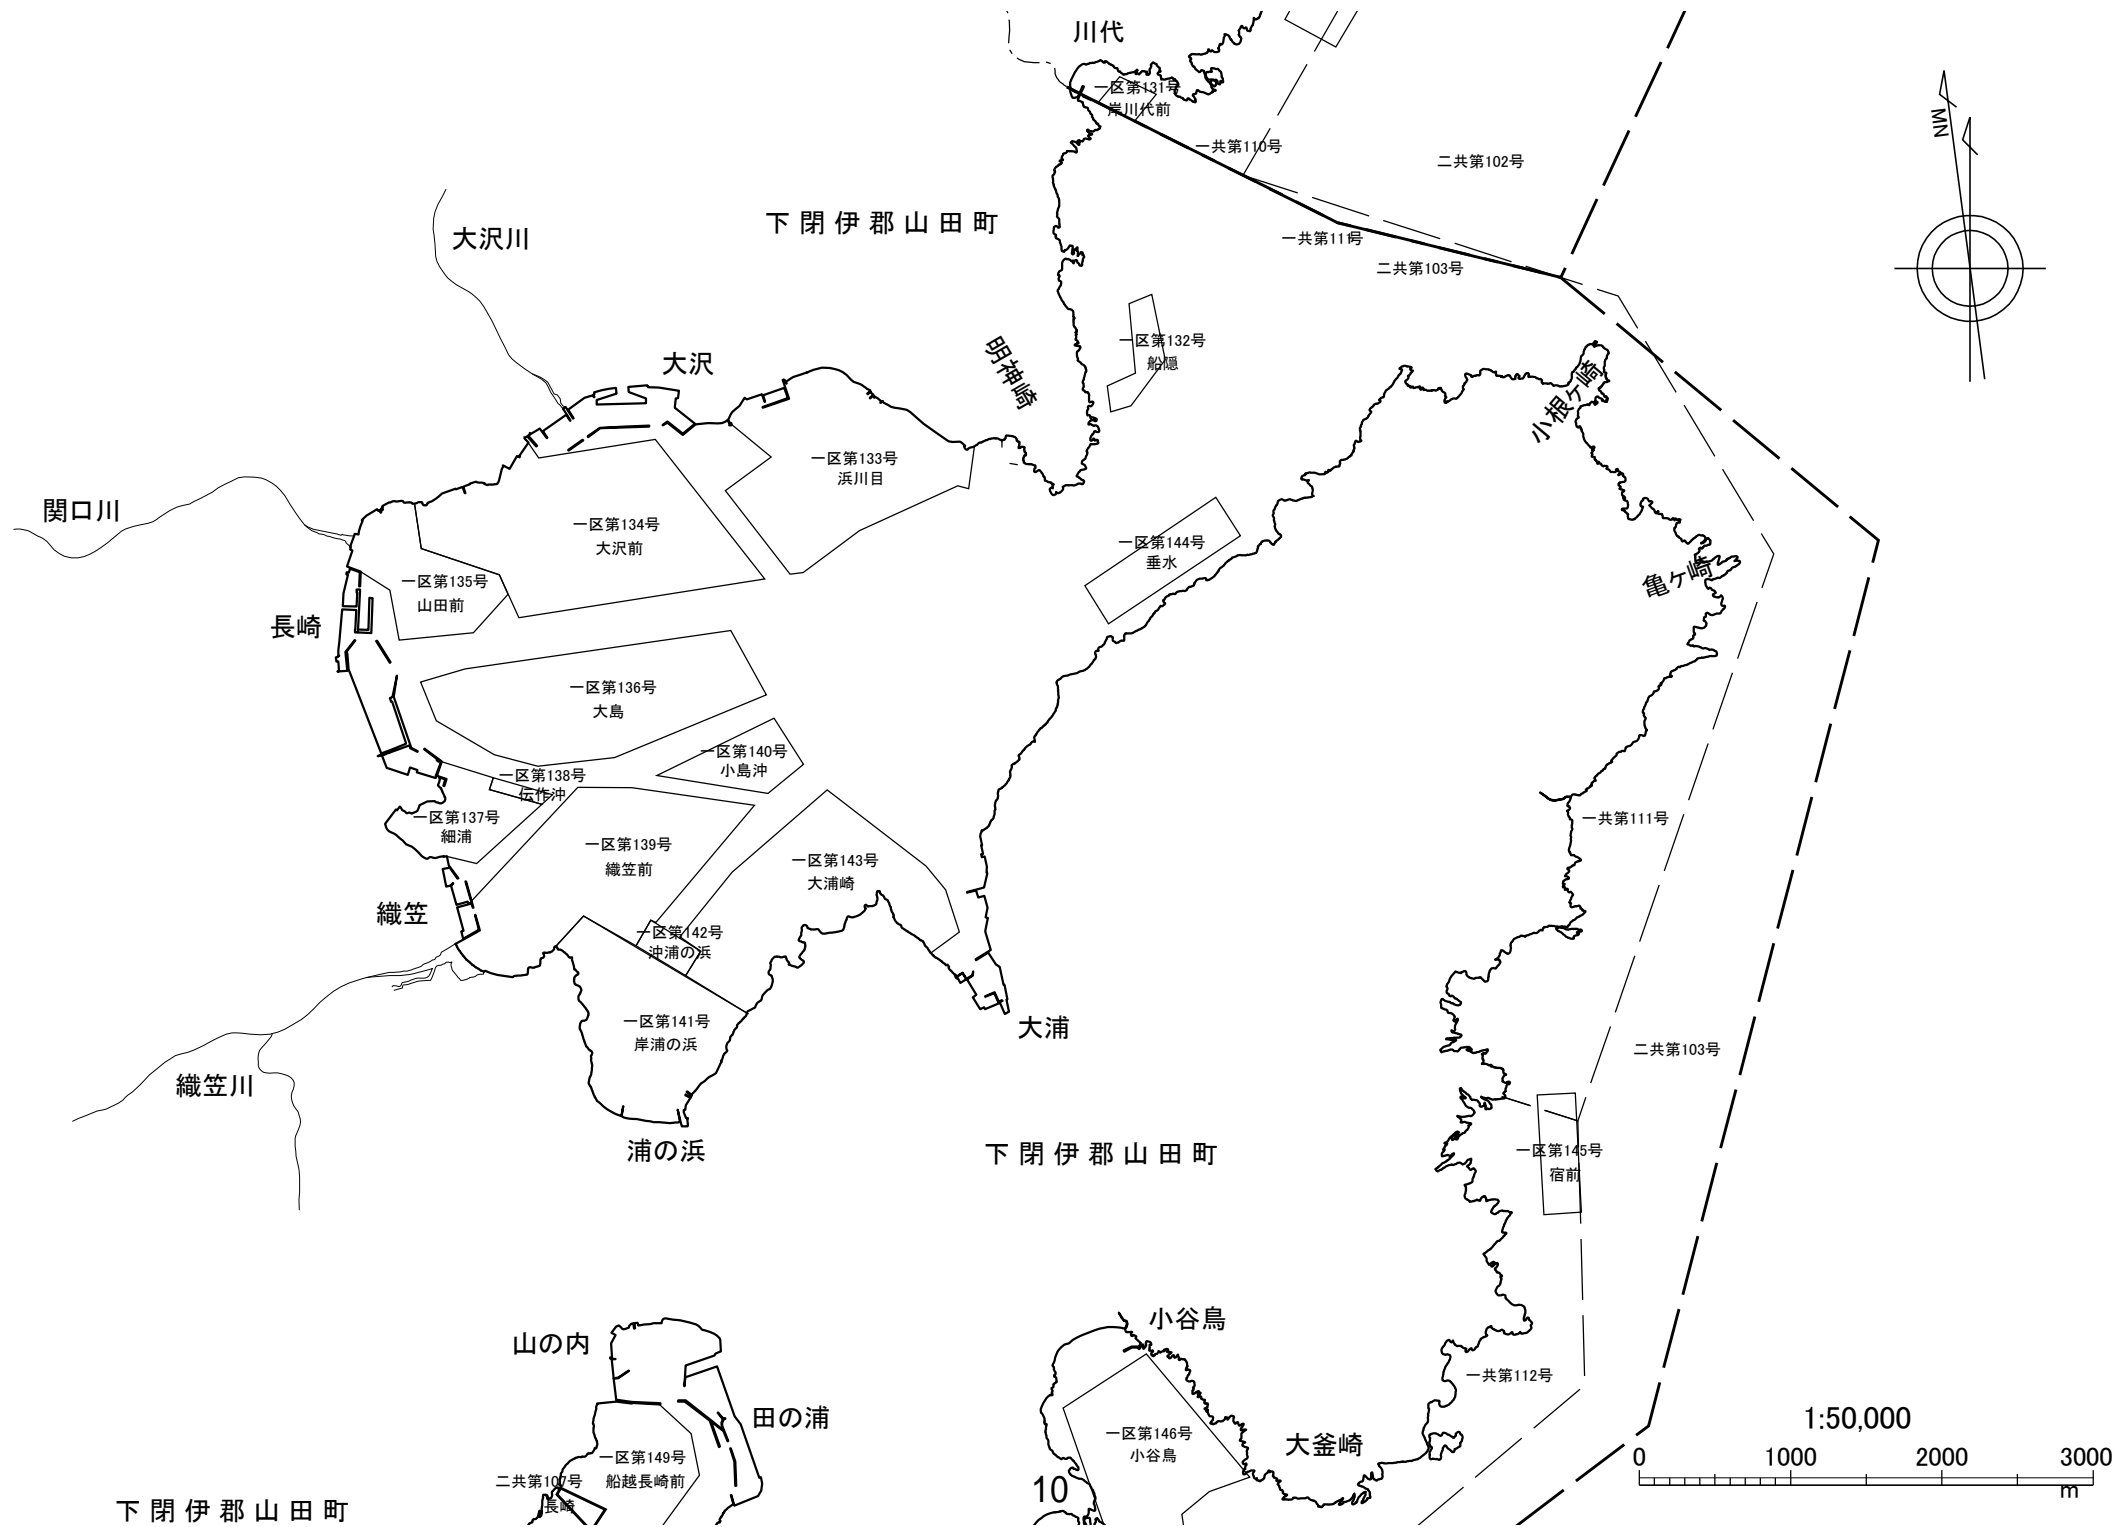 川代
一区第131号
岸川代前
一共第110号
二共第102号
MN
下閉伊郡山田町
大沢川
一共第111号
二共第103号
一区第132号
船隠
明神崎
大沢
小根ヶ崎
一区第133号
浜川目
関口川
一区第134号
大沢前
一区第144号
垂水
一区第135号
山田前
亀ヶ崎
長崎
一区第136号
大島
一区第140号
小島沖
一区第138号
伝作沖
一区第137号
細浦
一共第111号
一区第139号
織笠前
一区第143号
大浦崎
織笠
一区第142号
沖浦の浜
一区第141号
岸浦の浜
大浦
二共第103号
織笠川
浦の浜
下閉伊郡山田町
一区第145号
宿前
小谷鳥
山の内
一共第112号
田の浦
1:50,000
一区第146号
小谷鳥
大釜崎
0 1000 2000 3000
m
一区第149号
船越長崎前
二共第107号
長崎
10
下閉伊郡山田町